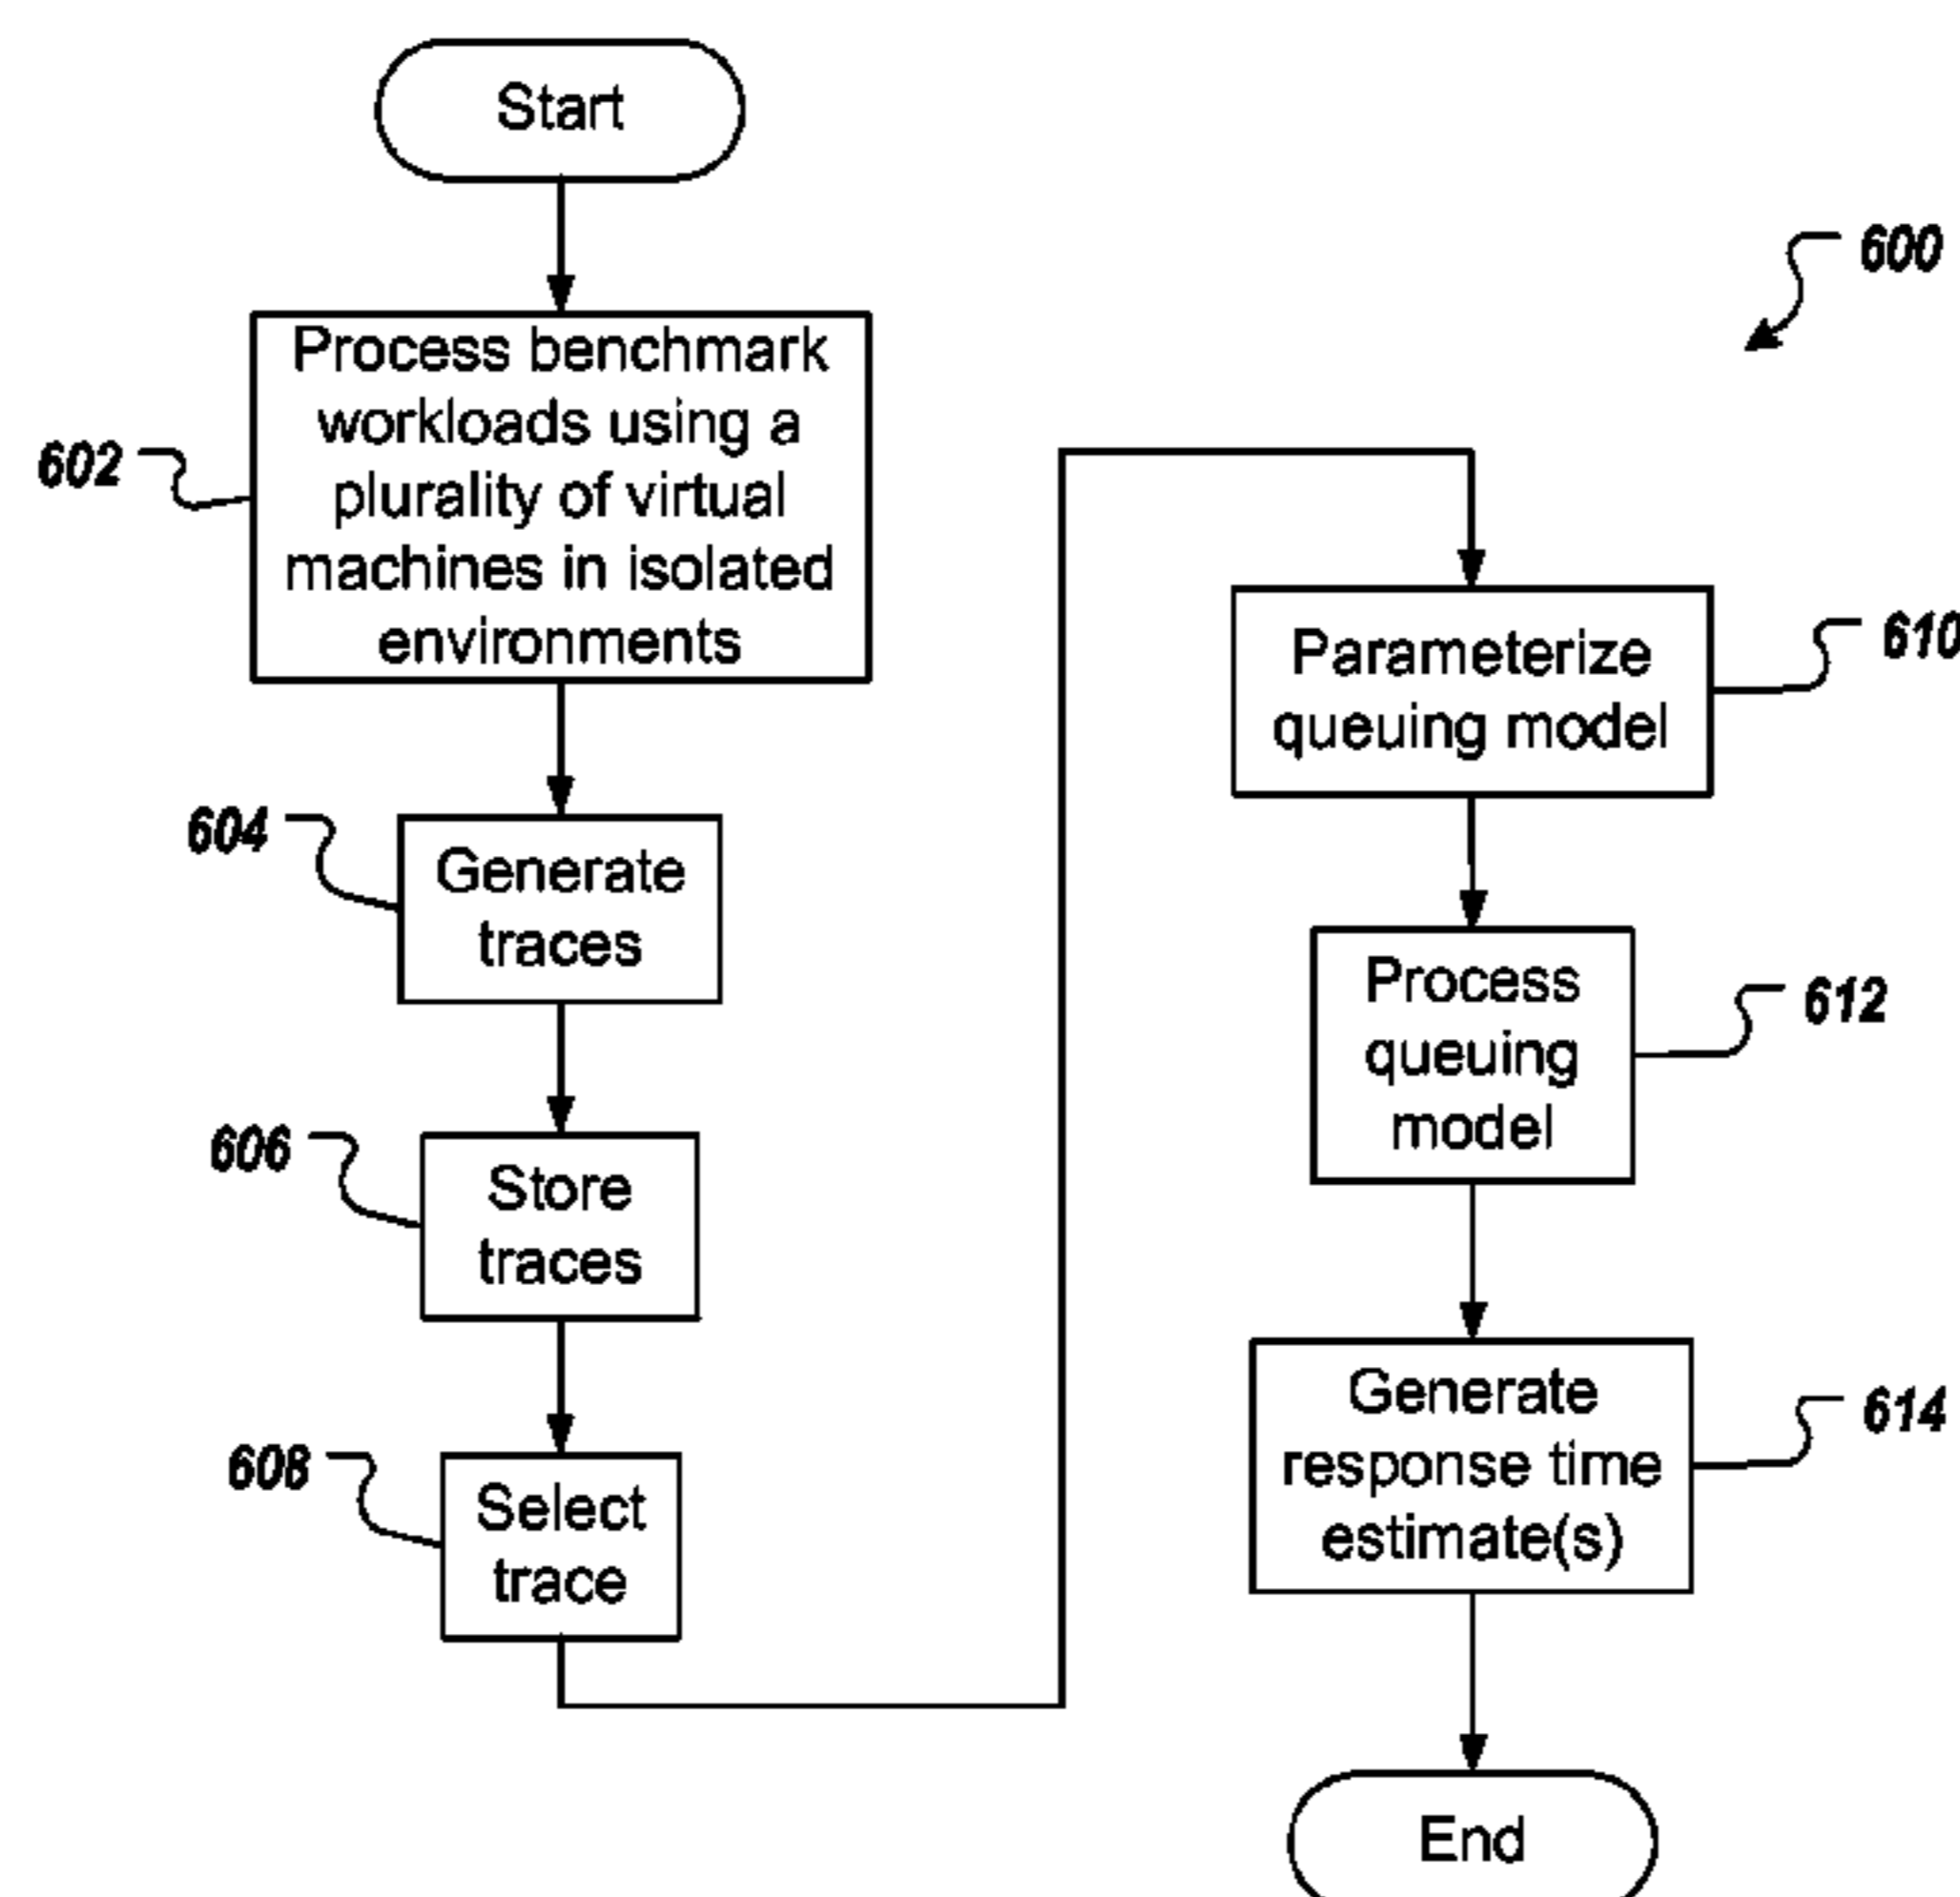 Start
600
602
Process benchmark
workloads using a
plurality of virtual
machines in isolated
environments
604
Generate
traces
606
Store
traces
608
Select
trace
610
Parameterize
queuing model
612
Process
queuing
model
614
Generate
response time
estimate(s)
End